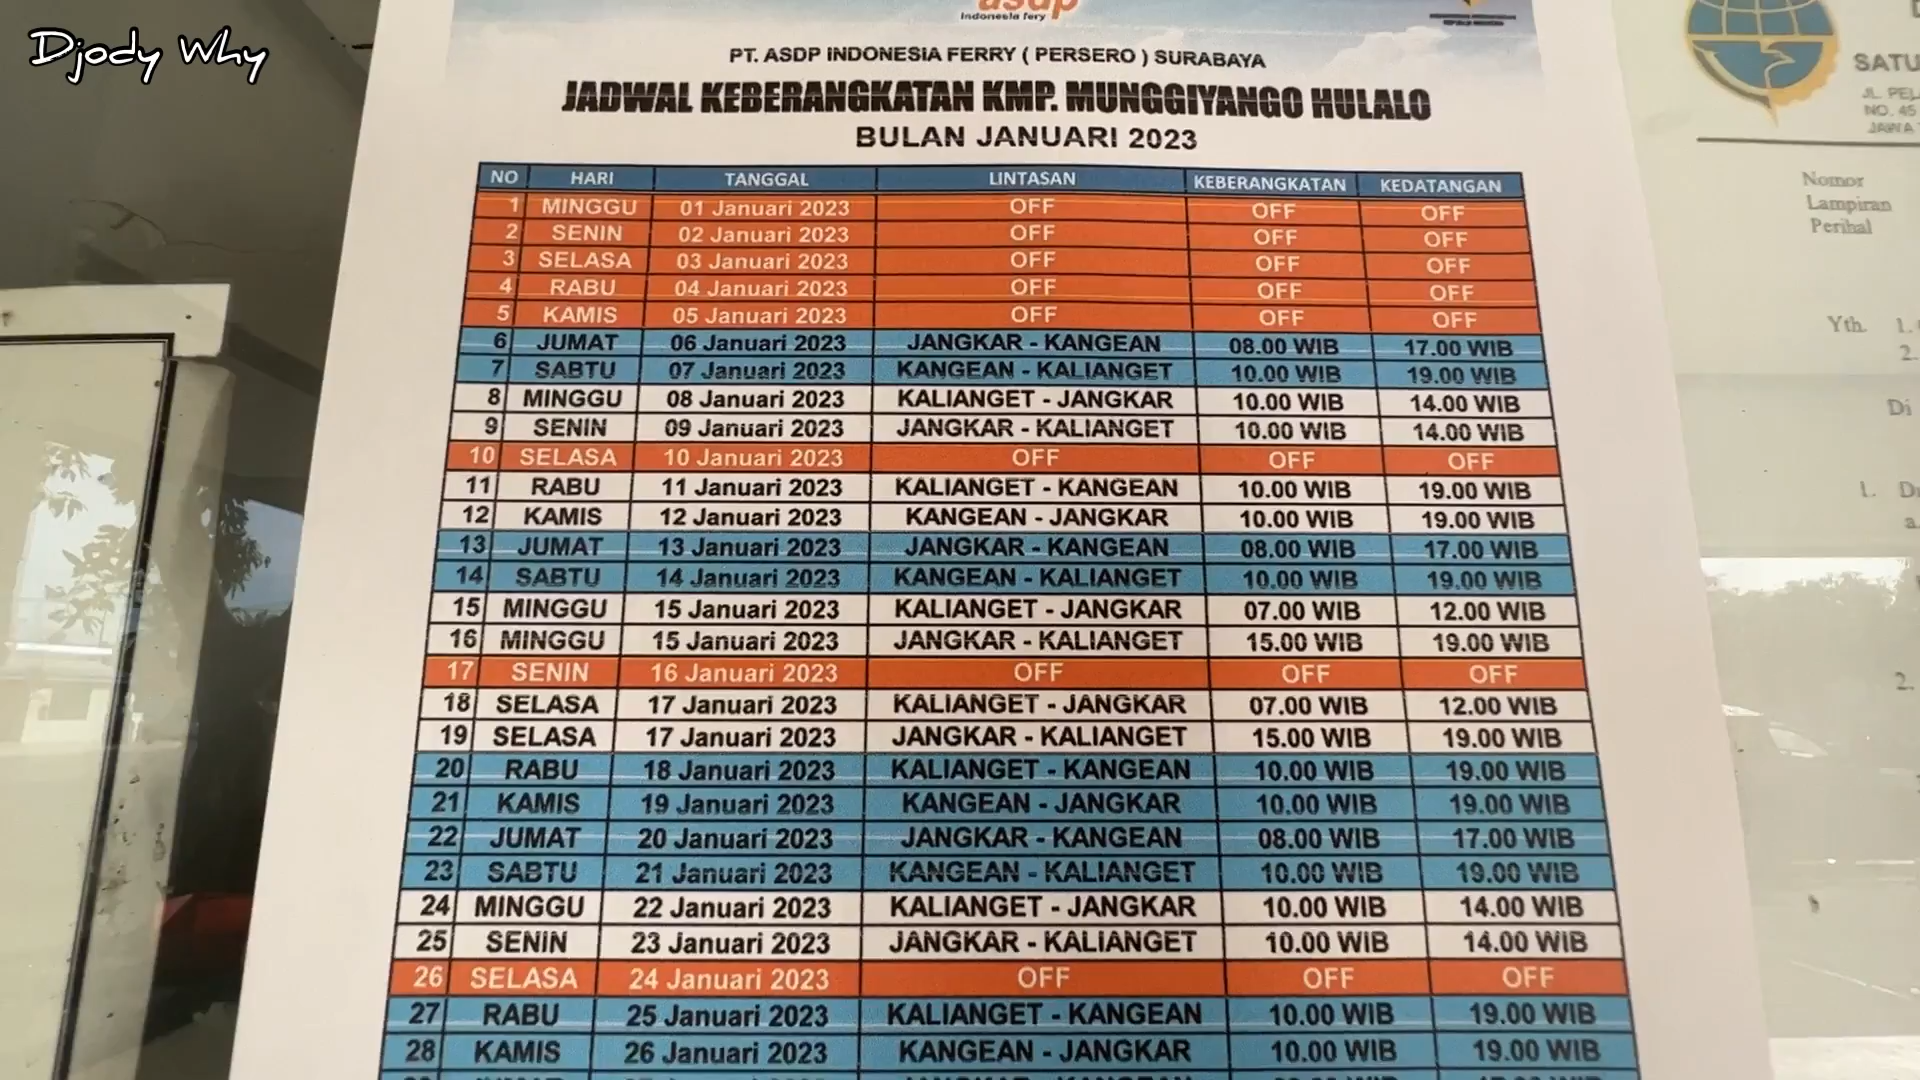 Djody Why
asdp
Indonesia fery
PT. ASDP INDONESIA FERRY ( PERSERO ) SURABAYA
JADWAL KEBERANGKATAN KMP. MUNGGIYANGO HULALO
BULAN JANUARI 2023
NO HARI TANGGAL LINTASAN KEBERANGKATAN KEDATANGAN
1 MINGGU 01 Januari 2023 OFF OFF OFF
2 SENIN 02 Januari 2023 OFF OFF OFF
3 SELASA 03 Januari 2023 OFF OFF OFF
4 RABU 04 Januari 2023 OFF OFF OFF
5 KAMIS 05 Januari 2023 OFF OFF OFF
6 JUMAT 06 Januari 2023 JANGKAR - KANGEAN 08.00 WIB 17.00 WIB
7 SABTU 07 Januari 2023 KANGEAN - KALIANGET 10.00 WIB 19.00 WIB
8 MINGGU 08 Januari 2023 KALIANGET - JANGKAR 10.00 WIB 14.00 WIB
9 SENIN 09 Januari 2023 JANGKAR - KALIANGET 10.00 WIB 14.00 WIB
10 SELASA 10 Januari 2023 OFF OFF OFF
11 RABU 11 Januari 2023 KALIANGET - KANGEAN 10.00 WIB 19.00 WIB
12 KAMIS 12 Januari 2023 KANGEAN - JANGKAR 10.00 WIB 19.00 WIB
13 JUMAT 13 Januari 2023 JANGKAR - KANGEAN 08.00 WIB 17.00 WIB
14 SABTU 14 Januari 2023 KANGEAN - KALIANGET 10.00 WIB 19.00 WIB
15 MINGGU 15 Januari 2023 KALIANGET - JANGKAR 07.00 WIB 12.00 WIB
16 MINGGU 15 Januari 2023 JANGKAR - KALIANGET 15.00 WIB 19.00 WIB
17 SENIN 16 Januari 2023 OFF OFF OFF
18 SELASA 17 Januari 2023 KALIANGET - JANGKAR 07.00 WIB 12.00 WIB
19 SELASA 17 Januari 2023 JANGKAR - KALIANGET 15.00 WIB 19.00 WIB
20 RABU 18 Januari 2023 KALIANGET - KANGEAN 10.00 WIB 19.00 WIB
21 KAMIS 19 Januari 2023 KANGEAN - JANGKAR 10.00 WIB 19.00 WIB
22 JUMAT 20 Januari 2023 JANGKAR - KANGEAN 08.00 WIB 17.00 WIB
23 SABTU 21 Januari 2023 KANGEAN - KALIANGET 10.00 WIB 19.00 WIB
24 MINGGU 22 Januari 2023 KALIANGET - JANGKAR 10.00 WIB 14.00 WIB
25 SENIN 23 Januari 2023 JANGKAR - KALIANGET 10.00 WIB 14.00 WIB
26 SELASA 24 Januari 2023 OFF OFF OFF
27 RABU 25 Januari 2023 KALIANGET - KANGEAN 10.00 WIB 19.00 WIB
28 KAMIS 26 Januari 2023 KANGEAN - JANGKAR 10.00 WIB 19.00 WIB
SATU
JL. PEL
NO. 45
JAWA
Nomor
Lampiran
Perihal
Yth. 1.
2.
Di
1. D
a.
2.